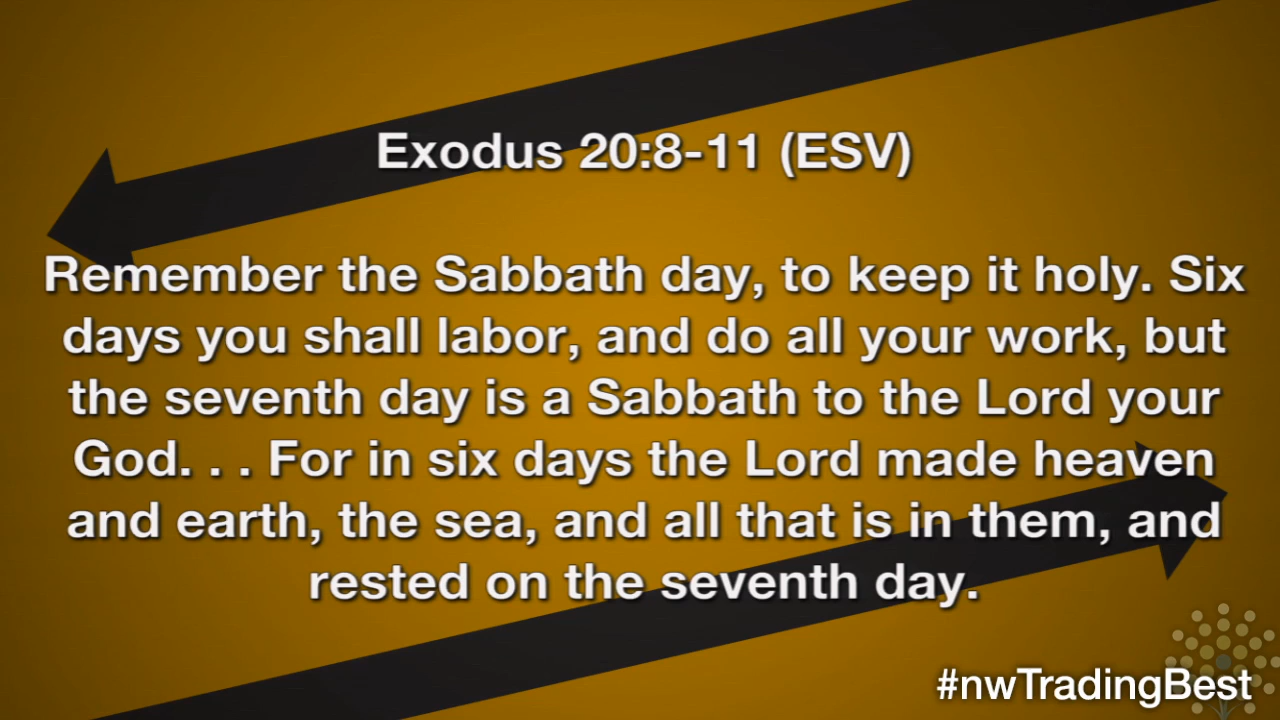 Exodus 20:8-11 (ESV)
Remember the Sabbath day, to keep it holy. Six
days you shall labor, and do all your work, but
the seventh day is a Sabbath to the Lord your
God. . . For in six days the Lord made heaven
and earth, the sea, and all that is in them, and
rested on the seventh day.
#nwTradingBest